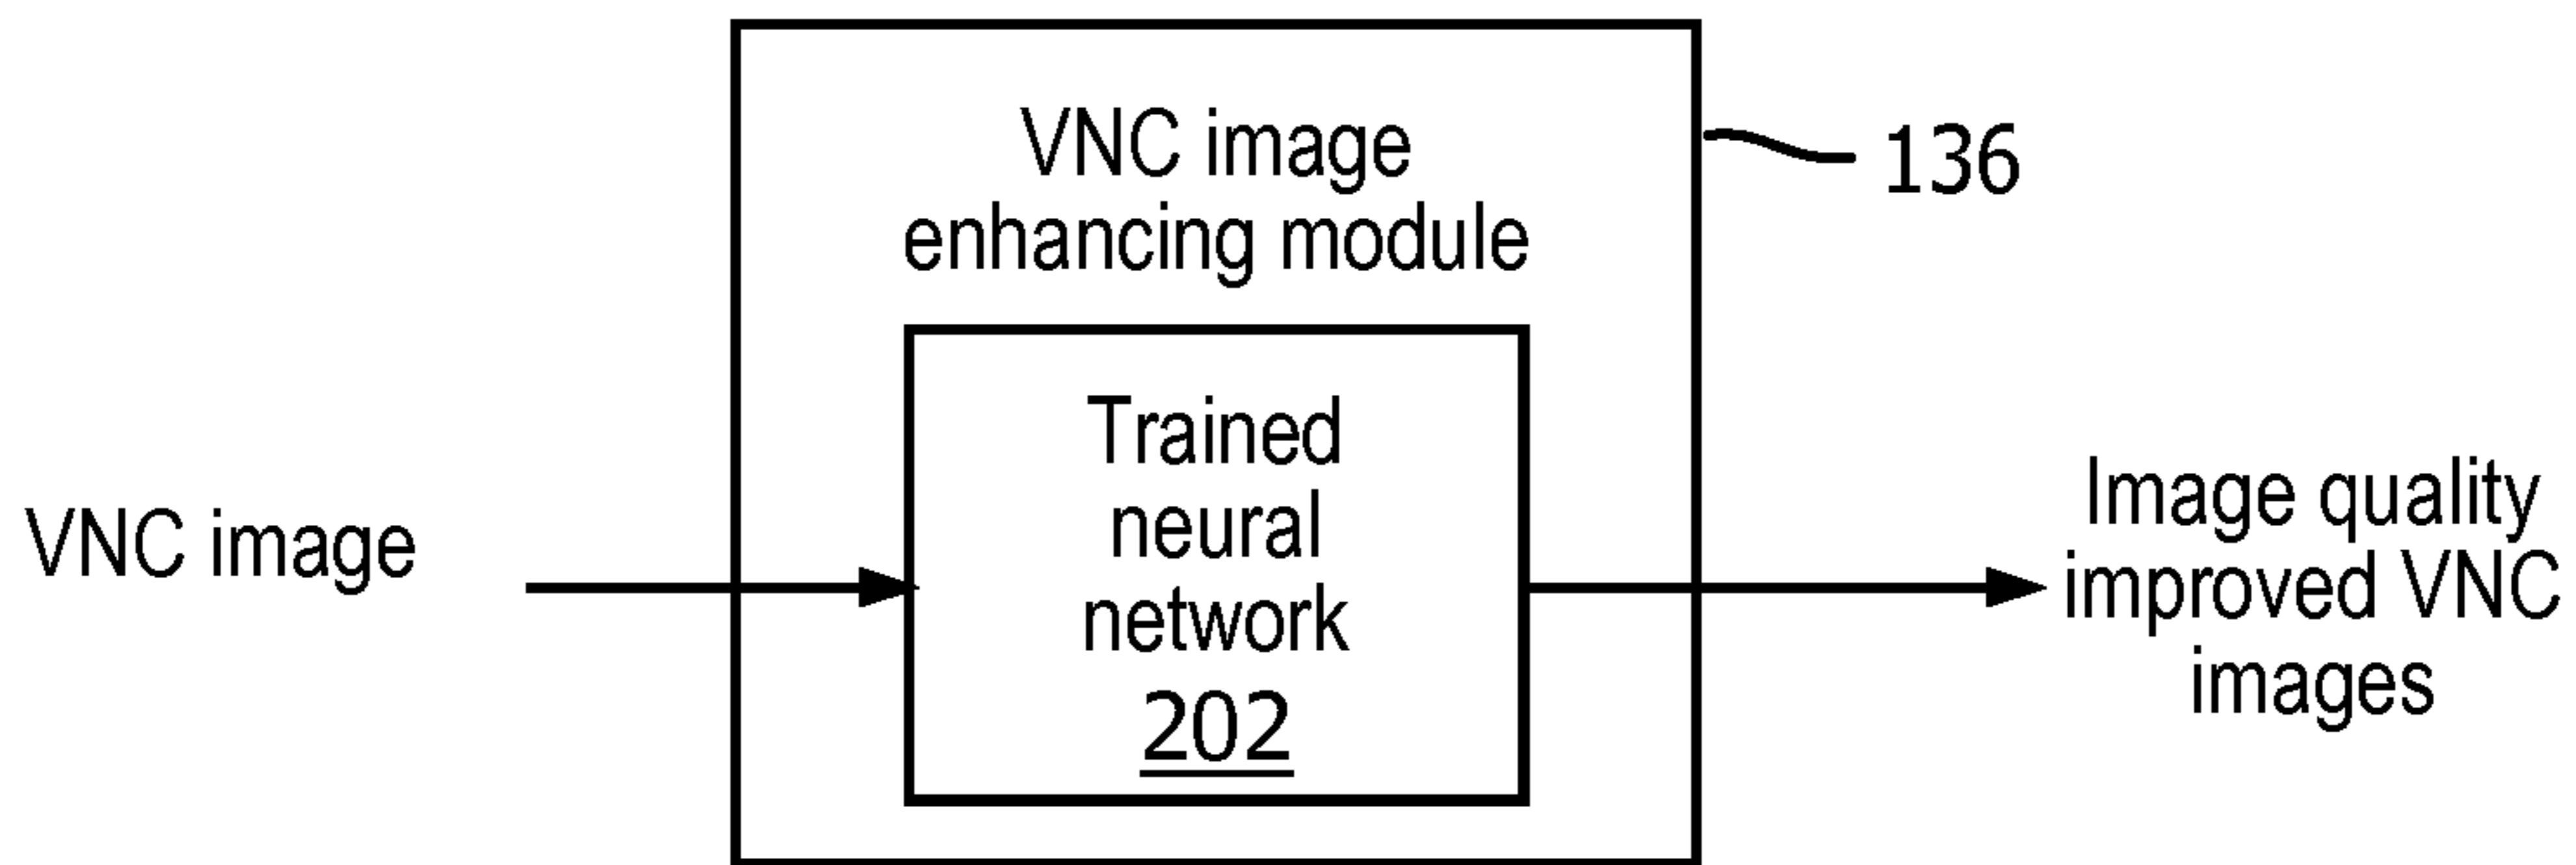 VNC image
enhancing module
136
Trained
neural
network
202
VNC image
Image quality
improved VNC
images